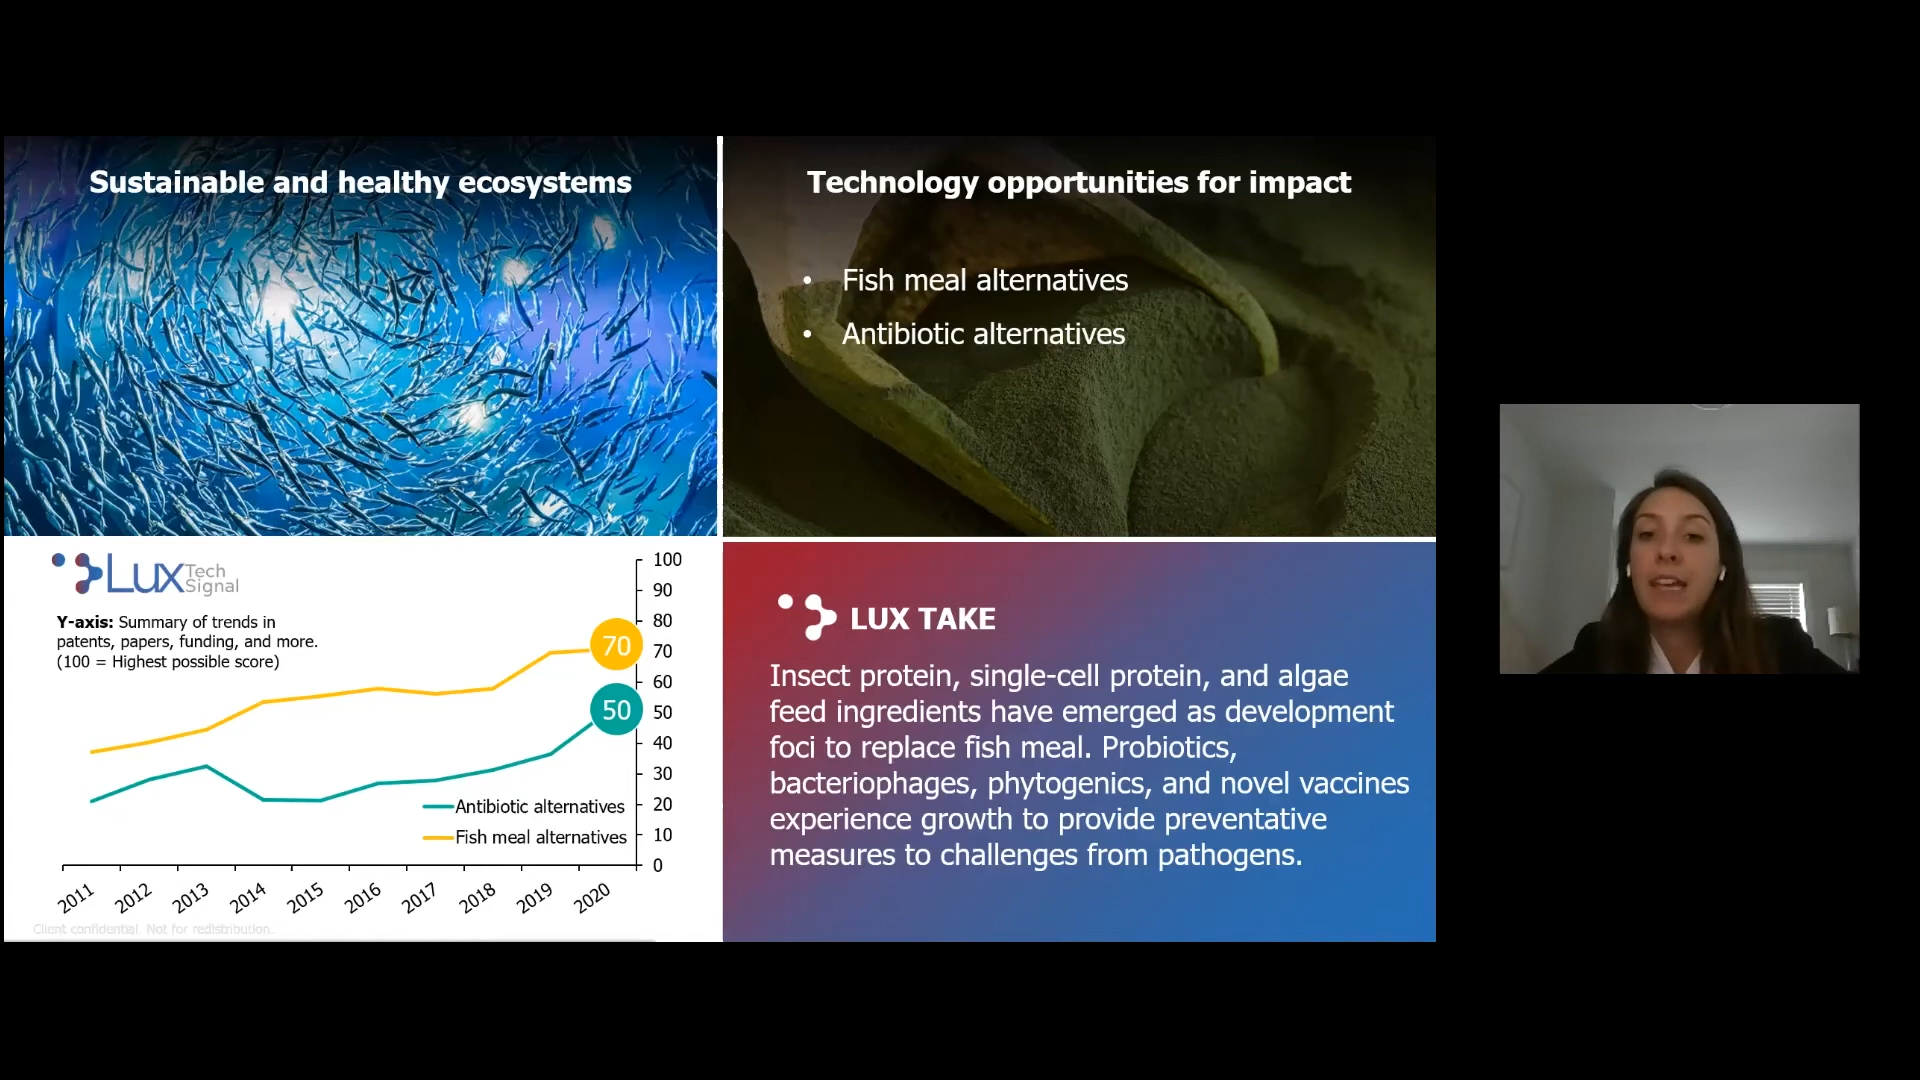 Sustainable and healthy ecosystems
Technology opportunities for impact
• Fish meal alternatives
• Antibiotic alternatives
LUX Tech Signal
Y-axis: Summary of trends in
patents, papers, funding, and more.
(100 = Highest possible score)
100
90
80
70
60
50
40
30
20
10
0
70
50
Antibiotic alternatives
Fish meal alternatives
2011 2012 2013 2014 2015 2016 2017 2018 2019 2020
Client confidential. Not for redistribution.
LUX TAKE
Insect protein, single-cell protein, and algae
feed ingredients have emerged as development
foci to replace fish meal. Probiotics,
bacteriophages, phytogenics, and novel vaccines
experience growth to provide preventative
measures to challenges from pathogens.